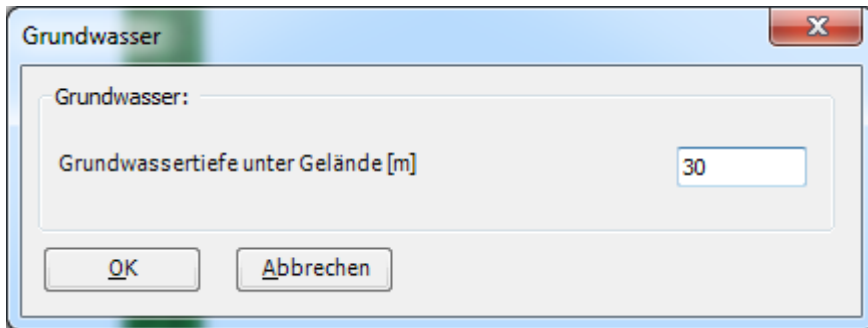 Grundwasser
Grundwasser:
Grundwassertiefe unter Gelände [m]
30
OK
Abbrechen